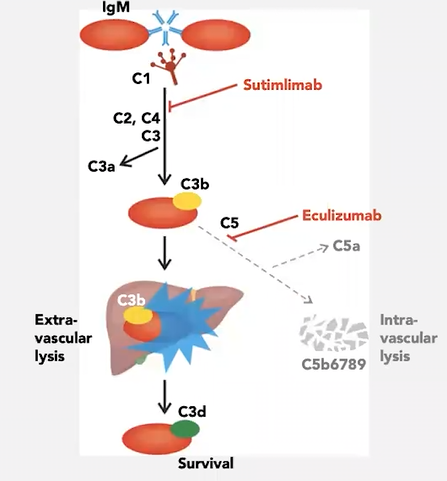 IgM
C1
Sutimlimab
C2, C4
C3
C3a
C3b
C5
Eculizumab
C5a
C3b
Extra-
vascular
lysis
Intra-
vascular
lysis
C5b6789
C3d
Survival